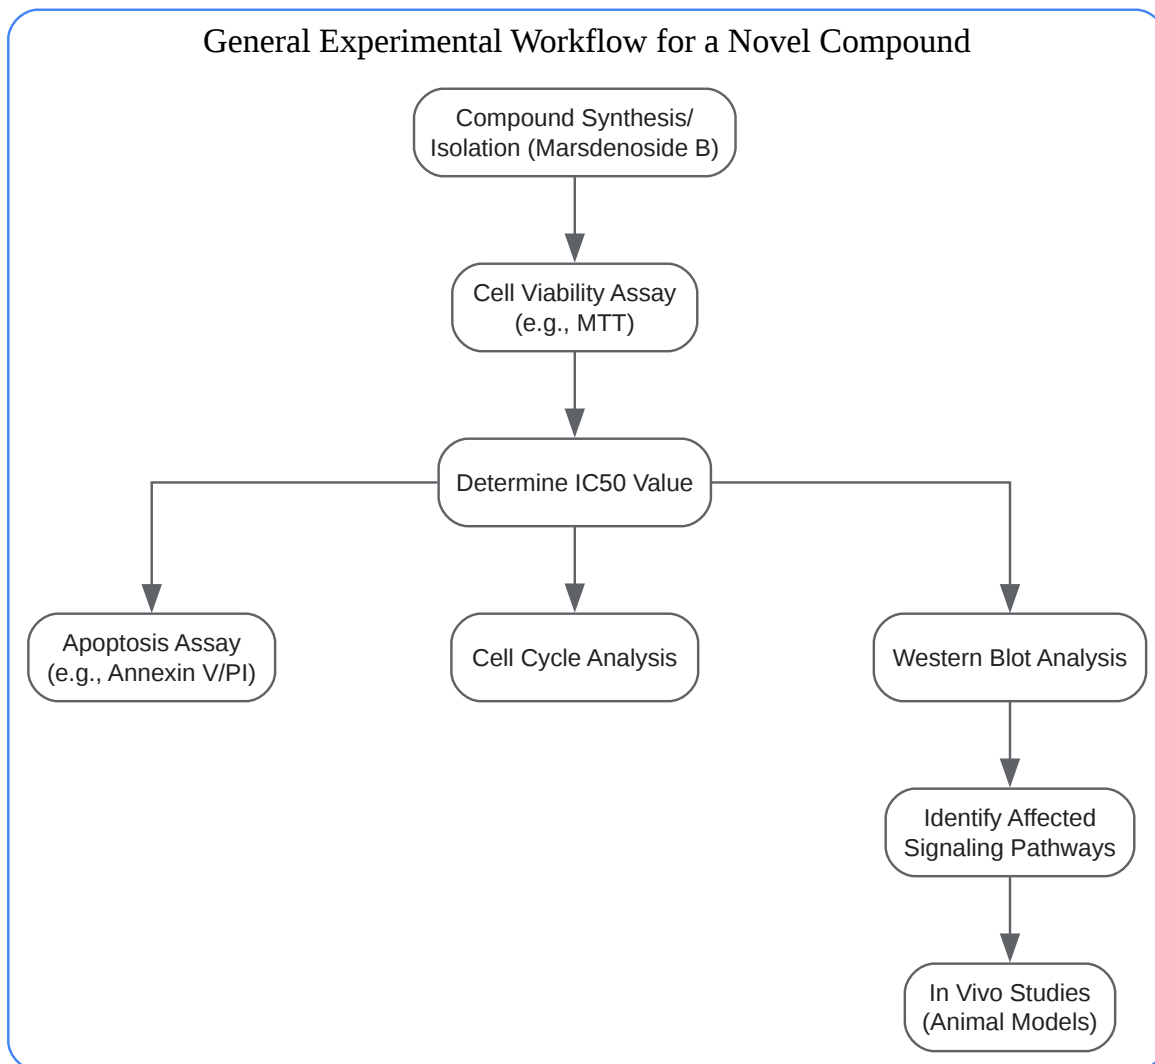 General Experimental Workflow for a Novel Compound
Compound Synthesis/
Isolation (Marsdenoside B)
Cell Viability Assay
(e.g., MTT)
Determine IC50 Value
Apoptosis Assay
(e.g., Annexin V/PI)
Cell Cycle Analysis
Western Blot Analysis
Identify Affected
Signaling Pathways
In Vivo Studies
(Animal Models)